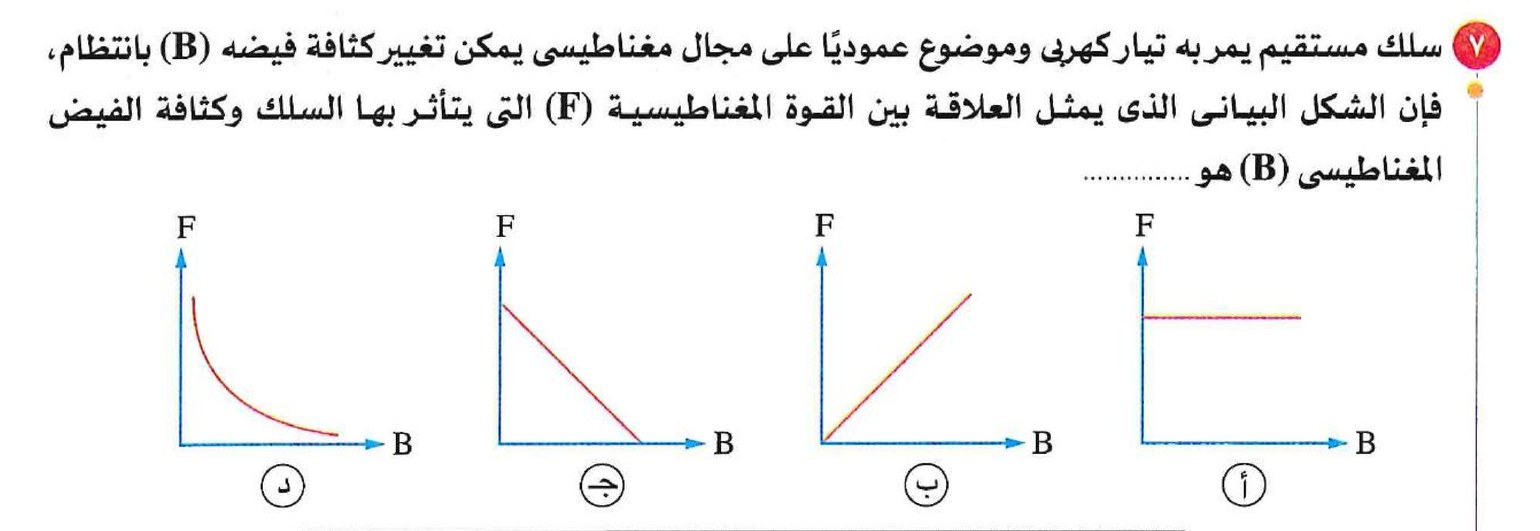 ٧ سلك مستقيم يمر به تيار كهربى وموضوع عموديًا على مجال مغناطيسى يمكن تغيير كثافة فيضه (B) بانتظام،
فإن الشكل البيانى الذى يمثل العلاقة بين القوة المغناطيسية (F) التى يتأثر بها السلك وكثافة الفيض
المغناطيسى (B) هو ...............
F F F F
B B B B
أ ب جـ د